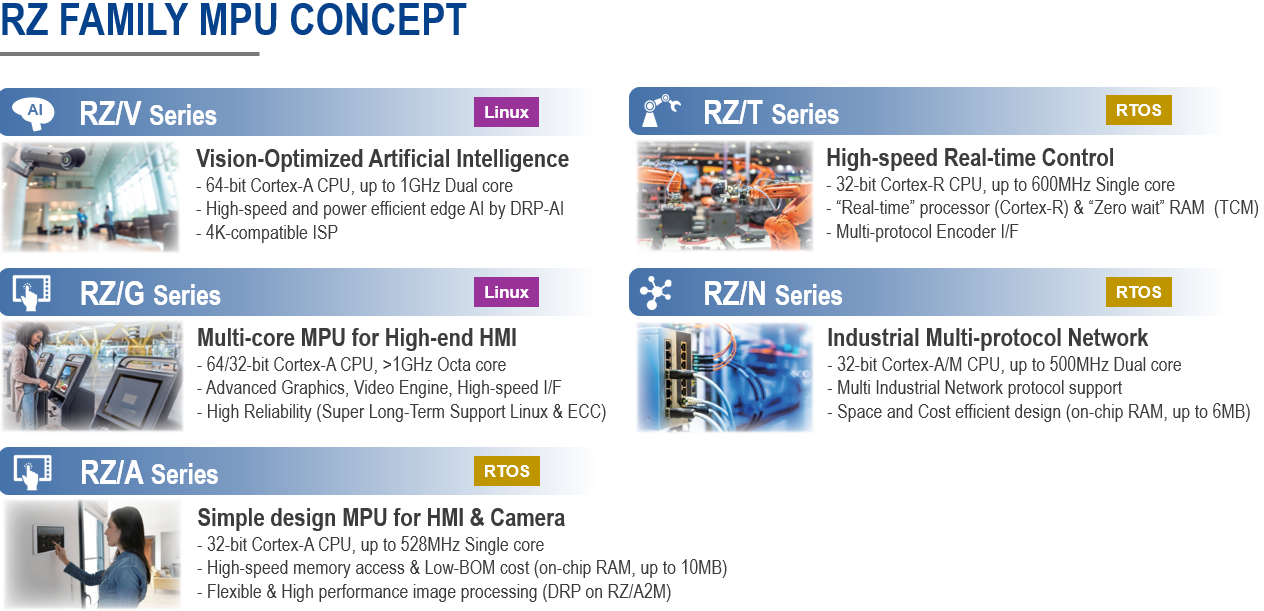 RZ FAMILY MPU CONCEPT
AI
RZ/V Series
Linux
Vision-Optimized Artificial Intelligence
- 64-bit Cortex-A CPU, up to 1GHz Dual core
- High-speed and power efficient edge AI by DRP-AI
- 4K-compatible ISP
RZ/G Series
Linux
Multi-core MPU for High-end HMI
- 64/32-bit Cortex-A CPU, >1GHz Octa core
- Advanced Graphics, Video Engine, High-speed I/F
- High Reliability (Super Long-Term Support Linux & ECC)
RZ/A Series
RTOS
Simple design MPU for HMI & Camera
- 32-bit Cortex-A CPU, up to 528MHz Single core
- High-speed memory access & Low-BOM cost (on-chip RAM, up to 10MB)
- Flexible & High performance image processing (DRP on RZ/A2M)
RZ/T Series
RTOS
High-speed Real-time Control
- 32-bit Cortex-R CPU, up to 600MHz Single core
- “Real-time” processor (Cortex-R) & “Zero wait” RAM (TCM)
- Multi-protocol Encoder I/F
RZ/N Series
RTOS
Industrial Multi-protocol Network
- 32-bit Cortex-A/M CPU, up to 500MHz Dual core
- Multi Industrial Network protocol support
- Space and Cost efficient design (on-chip RAM, up to 6MB)